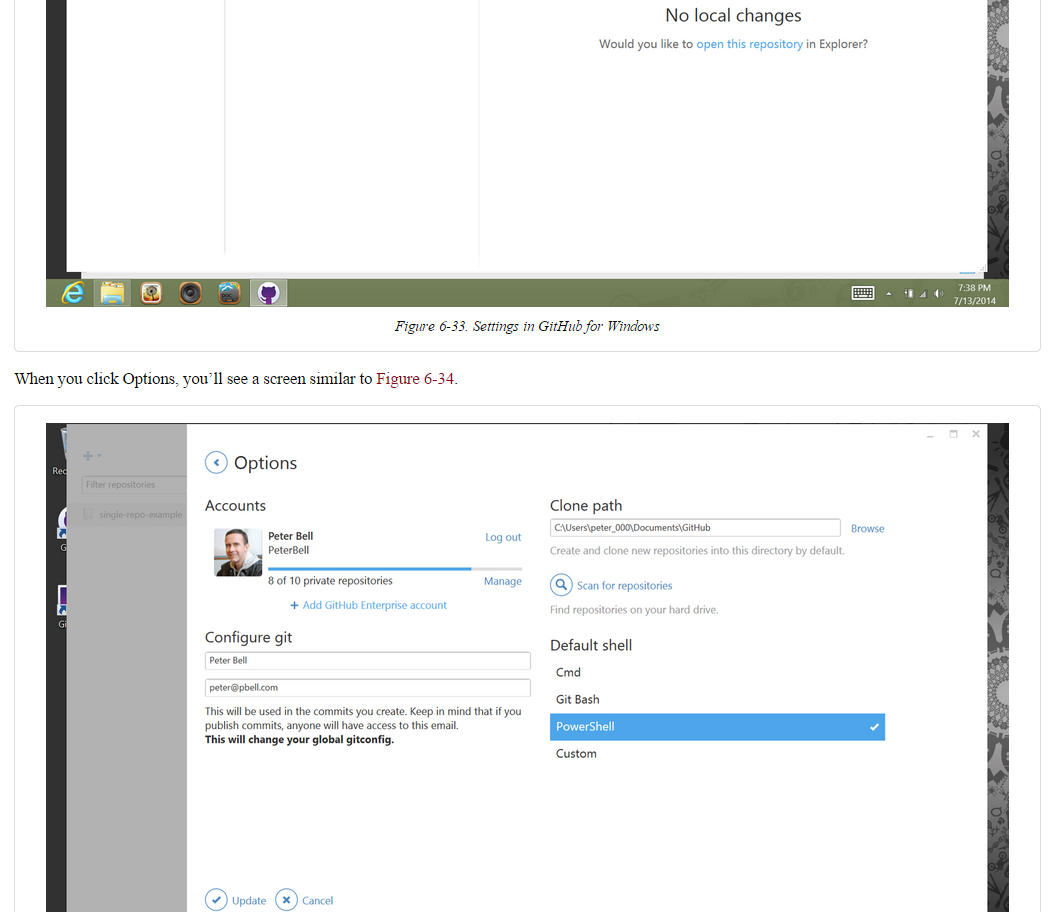 No local changes
Would you like to open this repository in Explorer?
7:38 PM
7/13/2014
Figure 6-33. Settings in GitHub for Windows
When you click Options, you’ll see a screen similar to Figure 6-34.
Rec
Filter repositories
single-repo-example
G
Gi
Options
Accounts
Peter Bell
PeterBell
Log out
8 of 10 private repositories
Manage
+ Add GitHub Enterprise account
Configure git
Peter Bell
peter@pbell.com
This will be used in the commits you create. Keep in mind that if you
publish commits, anyone will have access to this email.
This will change your global gitconfig.
Clone path
C:\Users\peter_000\Documents\GitHub
Browse
Create and clone new repositories into this directory by default.
Scan for repositories
Find repositories on your hard drive.
Default shell
Cmd
Git Bash
PowerShell
Custom
Update
Cancel